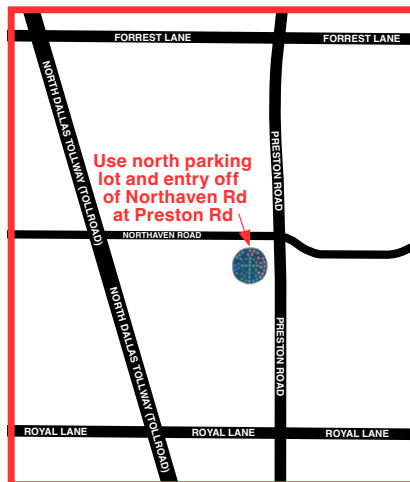 FORREST LANE
FORREST LANE
NORTH DALLAS TOLLWAY (TOLLROAD)
PRESTON ROAD
Use north parking
lot and entry off
of Northaven Rd
at Preston Rd
NORTHAVEN ROAD
NORTH DALLAS TOLLWAY (TOLLROAD)
PRESTON ROAD
ROYAL LANE
ROYAL LANE
ROYAL LANE